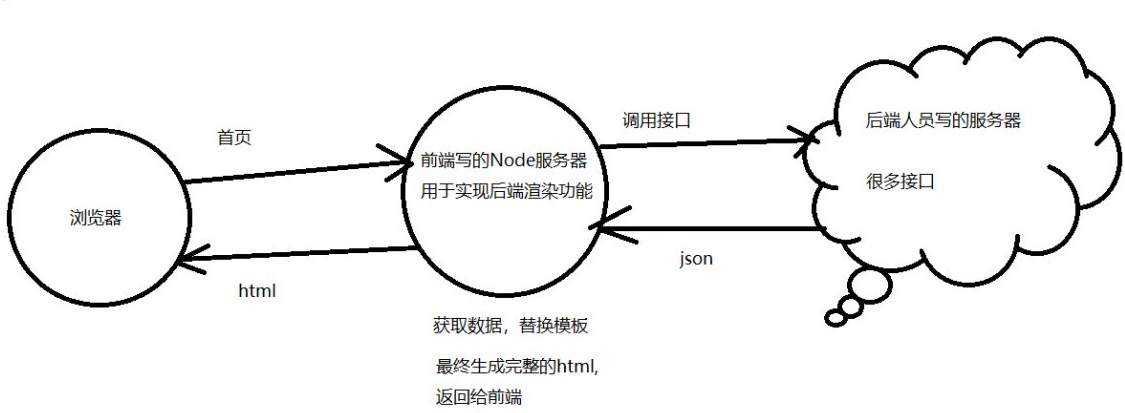 首页
调用接口
后端人员写的服务器
前端写的Node服务器
用于实现后端渲染功能
很多接口
浏览器
html
json
获取数据，替换模板
最终生成完整的html,
返回给前端